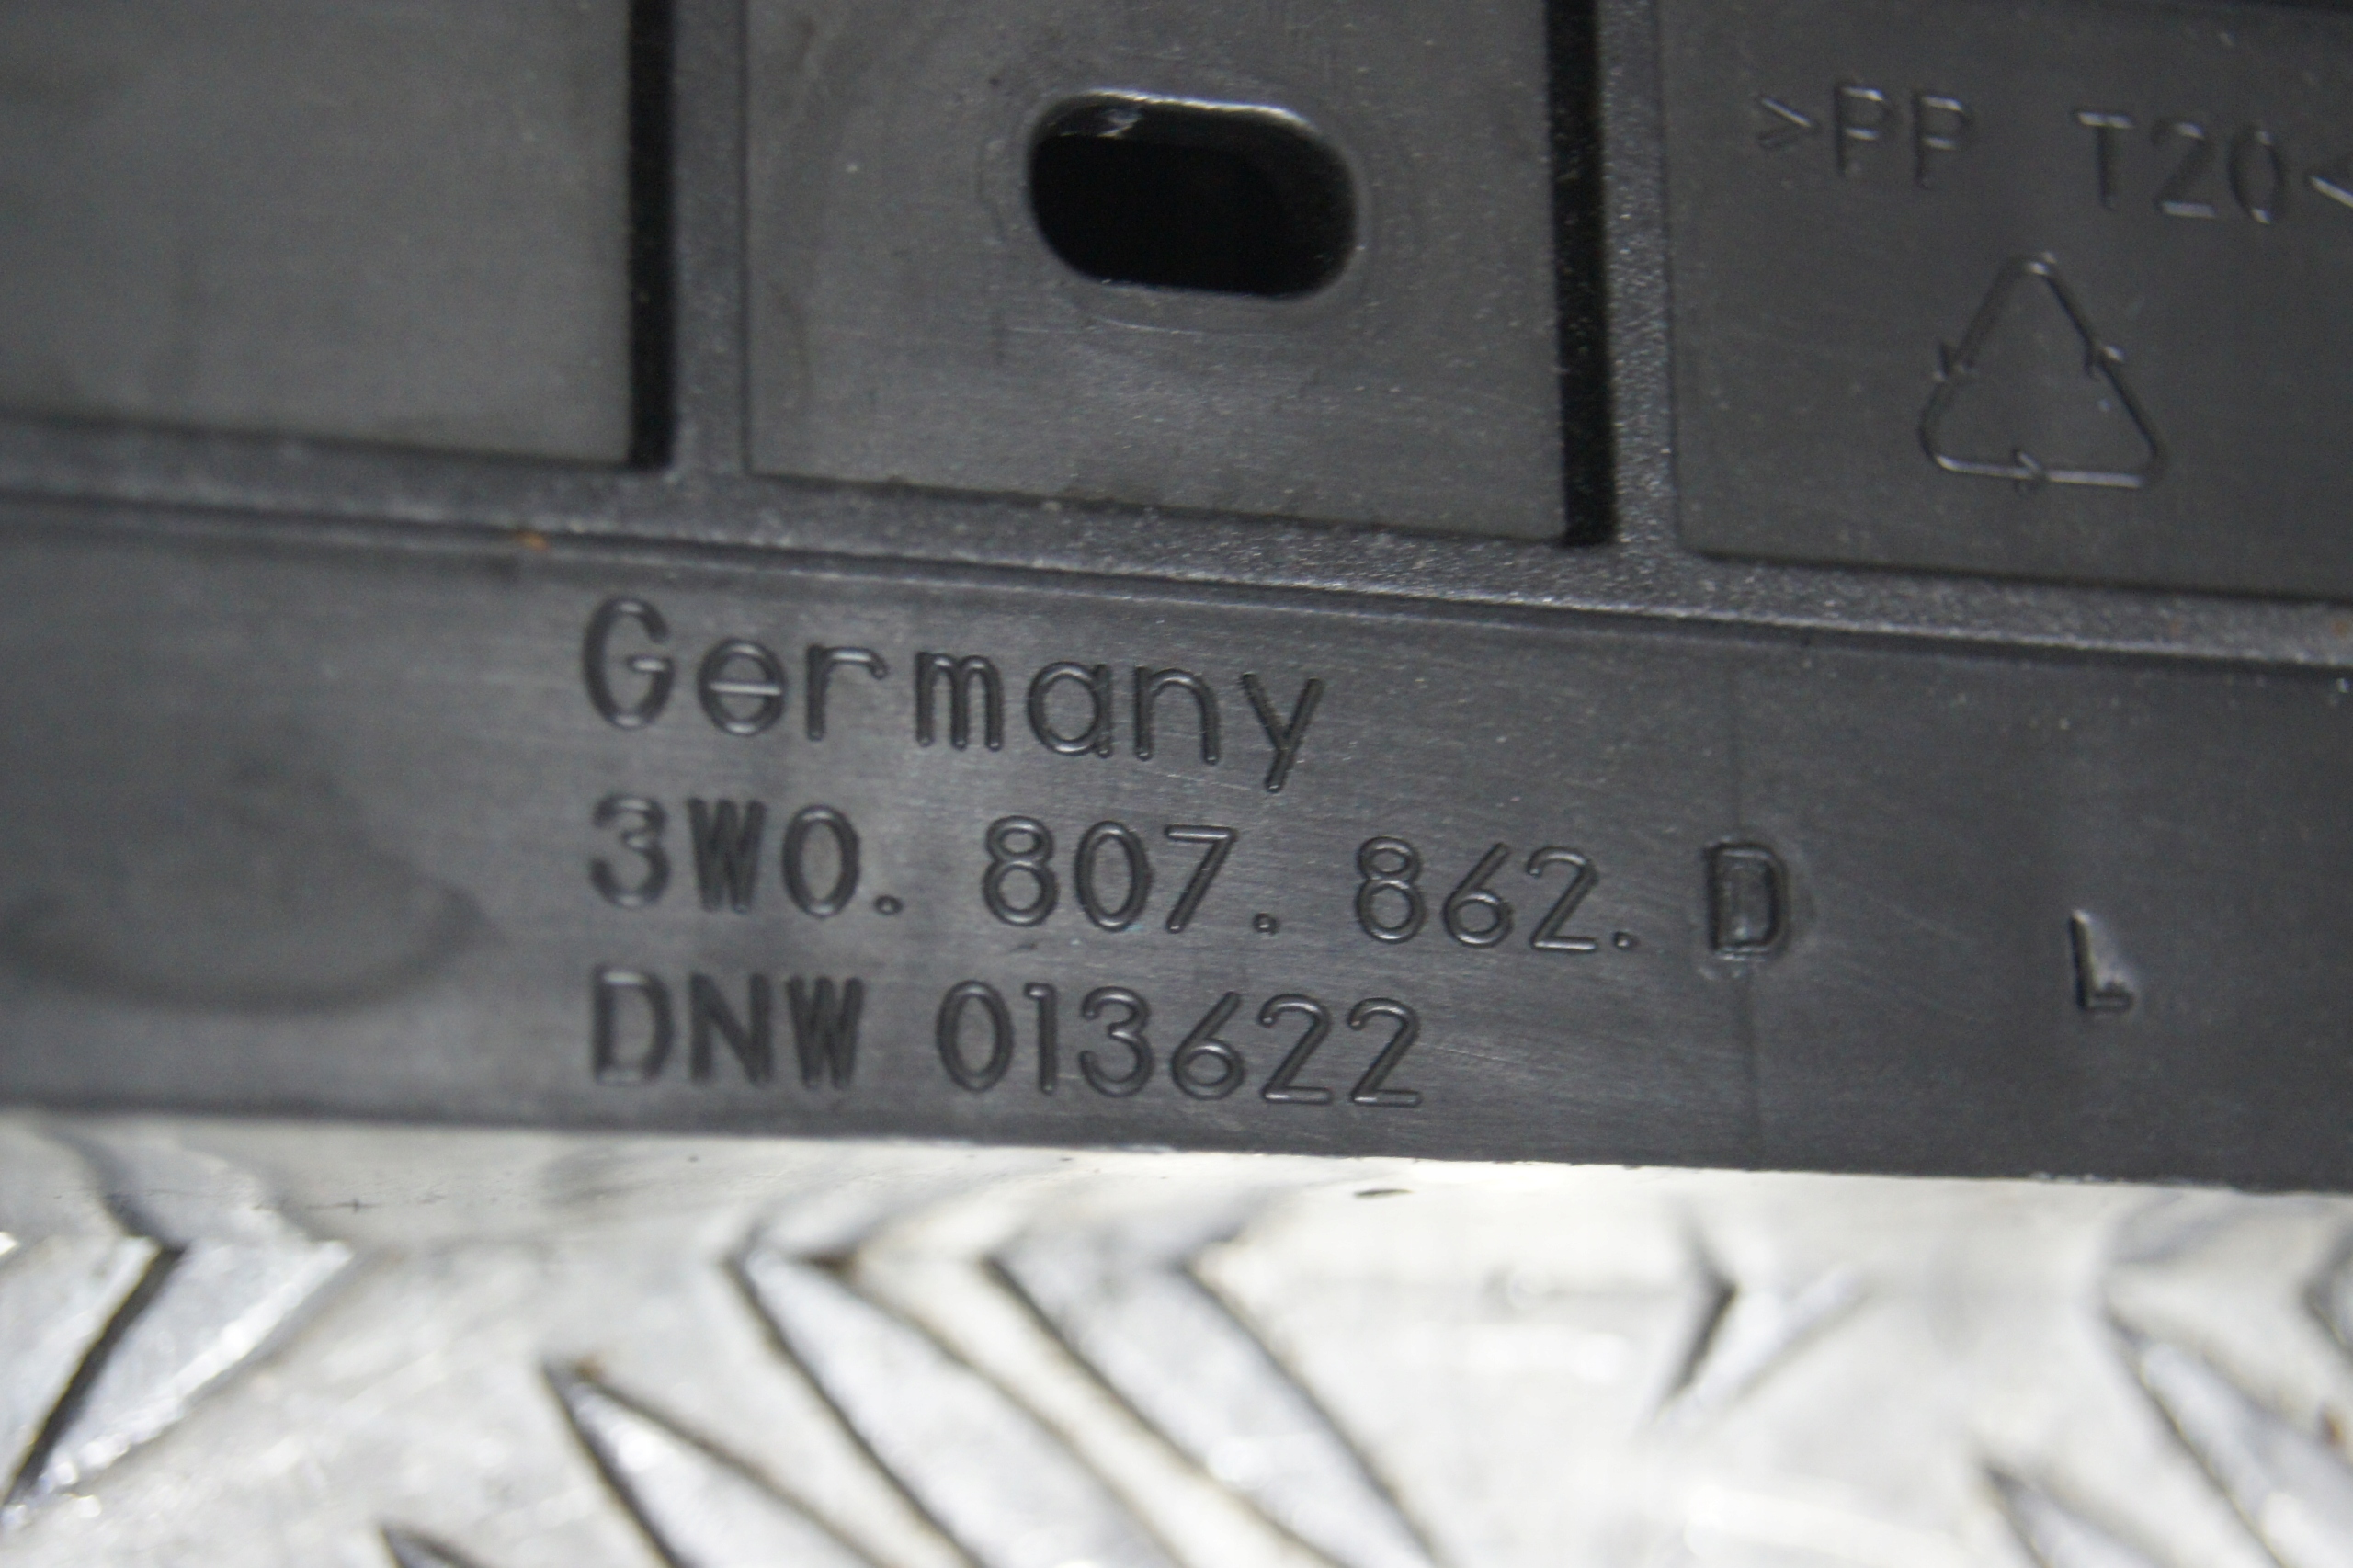 >PP T20<
Germany
3W0. 807. 862. D
L
DNW 013622